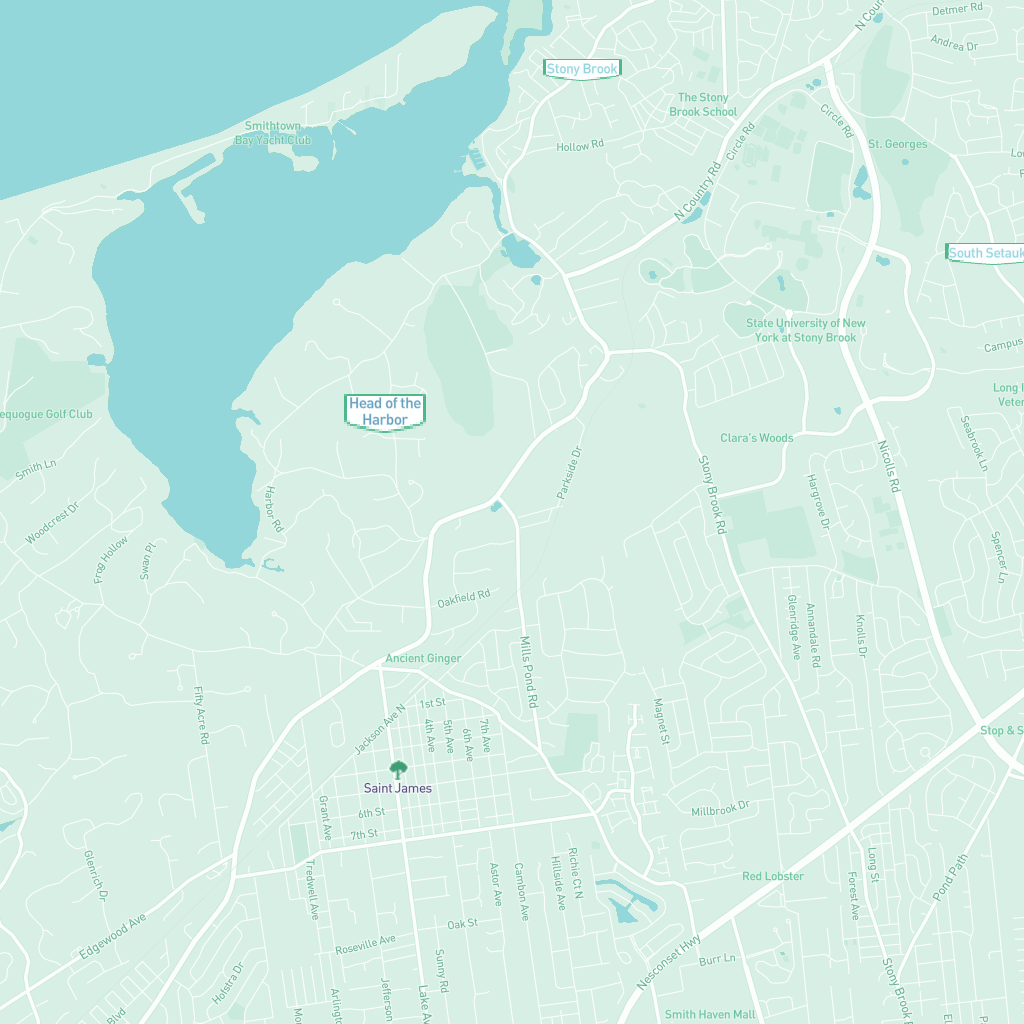 Detmer Rd
N Coun
Andrea Dr
Stony Brook
The Stony
Brook School
Circle Rd
Circle Rd
Smithtown
Bay Yacht Club
Hollow Rd
St. Georges
N Country Rd
South Setauk
State University of New
York at Stony Brook
Campus
Head of the
Harbor
equogue Golf Club
Long I
Veter
Clara's Woods
Seabrook Ln
Smith Ln
Nicolls Rd
Parkside Dr
Stony Brook Rd
Hargrove Dr
Harbor Rd
Woodcrest Dr
Frog Hollow
Swan Pl
Spencer Ln
Oakfield Rd
Glenridge Ave
Annandale Rd
Knolls Dr
Ancient Ginger
Mills Pond Rd
Fifty Acre Rd
1st St
Jackson Ave N
4th Ave
5th Ave
6th Ave
7th Ave
Magnet St
Stop & S
Saint James
Grant Ave
6th St
7th St
Millbrook Dr
Glenrich Dr
Tredwell Ave
Astor Ave
Cambon Ave
Hillside Ave
Richie Ct N
Red Lobster
Long St
Forest Ave
Pond Path
Edgewood Ave
Oak St
Roseville Ave
Nesconset Hwy
Burr Ln
Holstra Dr
Sunny Rd
Jefferson
Arlington
Lake Av
Blvd
Stony Brook R
Smith Haven Mall